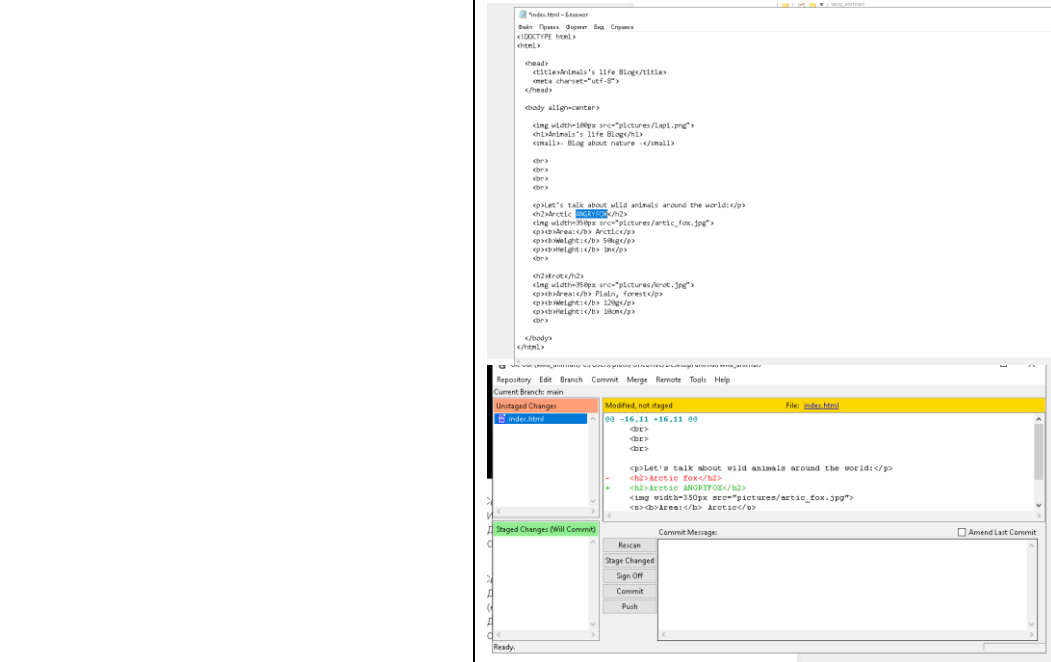 *index.html – Блокнот
Файл Правка Формат Вид Справка
<!DOCTYPE html>
<html>
<head>
<title>Animals's life Blog</title>
<meta charset="utf-8">
</head>
<body align=center>
<img width=100px src="pictures/lapi.png">
<h1>Animals's life Blog</h1>
<small>- Blog about nature -</small>
<br>
<br>
<br>
<br>
<p>Let's talk about wild animals around the world:</p>
<h2>Arctic ANGRYFOX</h2>
<img width=350px src="pictures/artic_fox.jpg">
<p><b>Area:</b> Arctic</p>
<p><b>Weight:</b> 50kg</p>
<p><b>Height:</b> 1m</p>
<br>
<h2>Krot</h2>
<img width=350px src="pictures/krot.jpg">
<p><b>Area:</b> Plain, forest</p>
<p><b>Weight:</b> 120g</p>
<p><b>Height:</b> 10cm</p>
<br>
</body>
</html>
Repository Edit Branch Commit Merge Remote Tools Help
Current Branch: main
Unstaged Changes
index.html
Modified, not staged File: index.html
@@ -16,11 +16,11 @@
<br>
<br>
<br>
<p>Let's talk about wild animals around the world:</p>
- <h2>Arctic fox</h2>
+ <h2>Arctic ANGRYFOX</h2>
<img width=350px src="pictures/artic_fox.jpg">
<p><b>Area:</b> Arctic</p>
Staged Changes (Will Commit)
Commit Message: Amend Last Commit
Rescan
Stage Changed
Sign Off
Commit
Push
Ready.